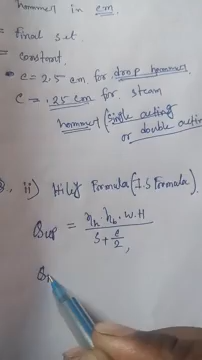 hammer in cm.
= final set.
= constant.
c = 2.5 cm for drop hammer
c = .25 cm for steam
hammer (single acting
or double acting
ii) Hiley Formula (I.S Formula).
Qup = ηh. ηb. W.H / S + c/2,
Q